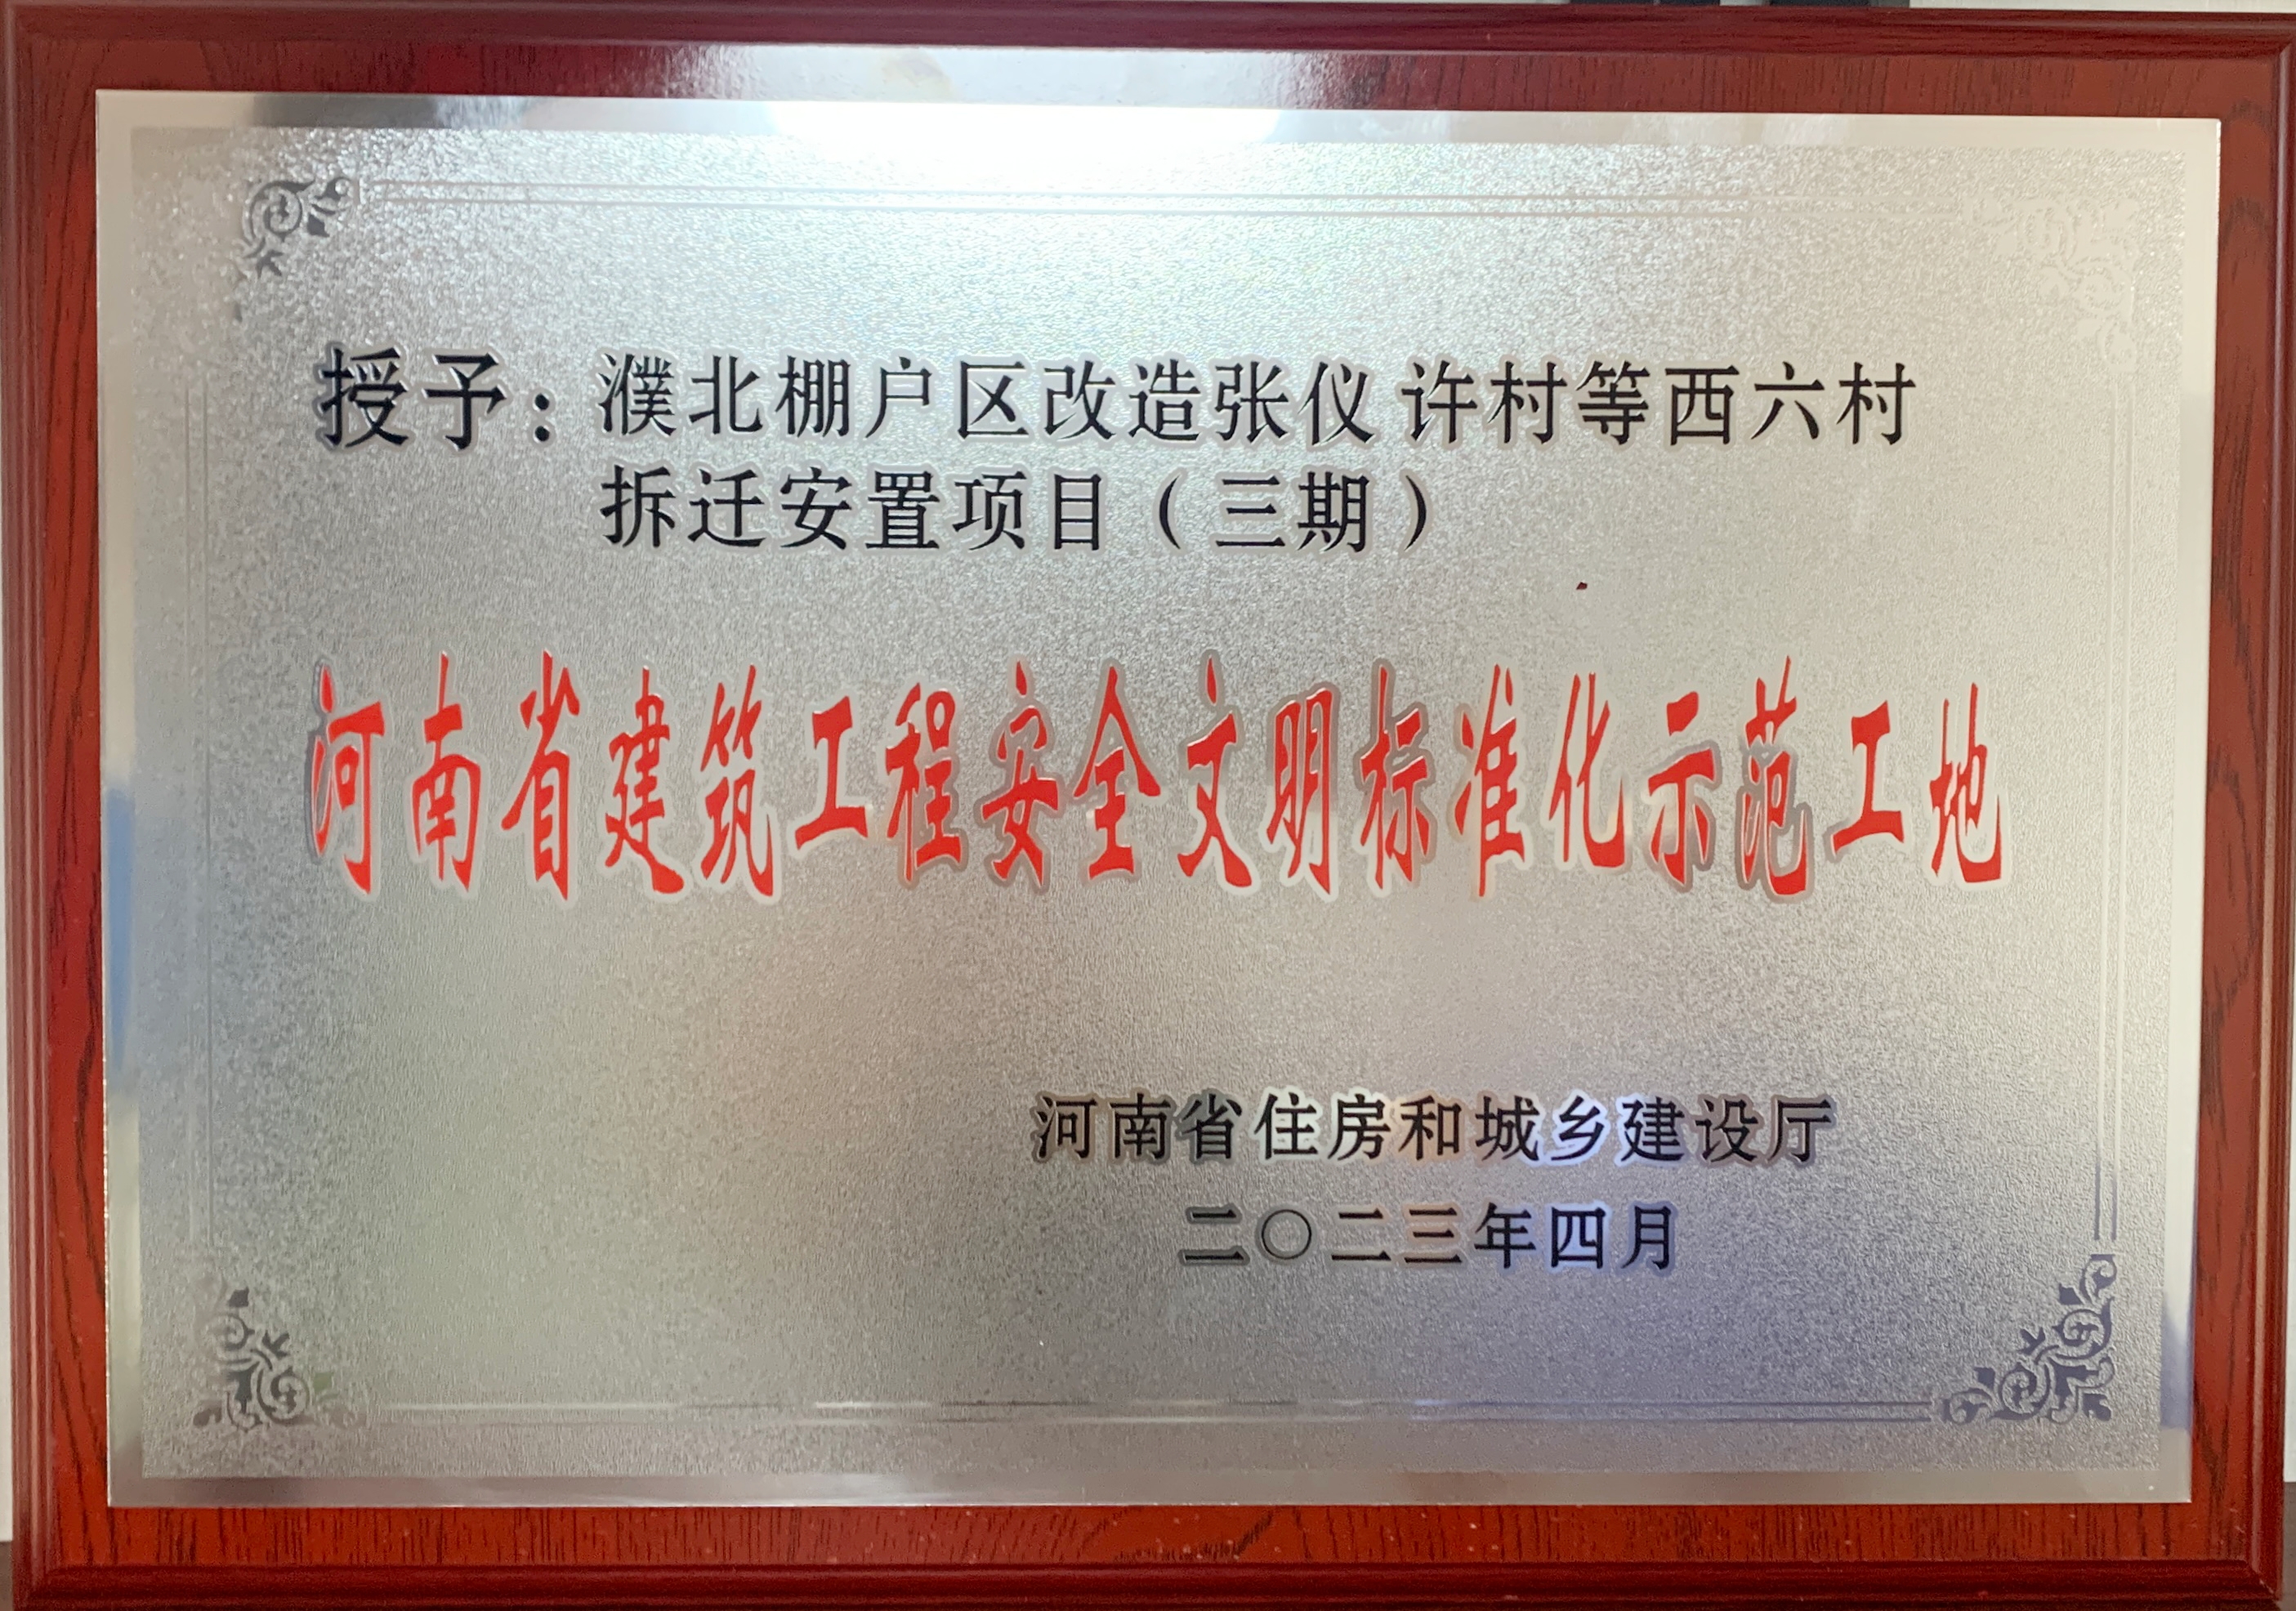 授予：濮北棚户区改造张仪 许村等西六村
拆迁安置项目（三期）
河南省建筑工程安全文明标准化示范工地
河南省住房和城乡建设厅
二〇二三年四月